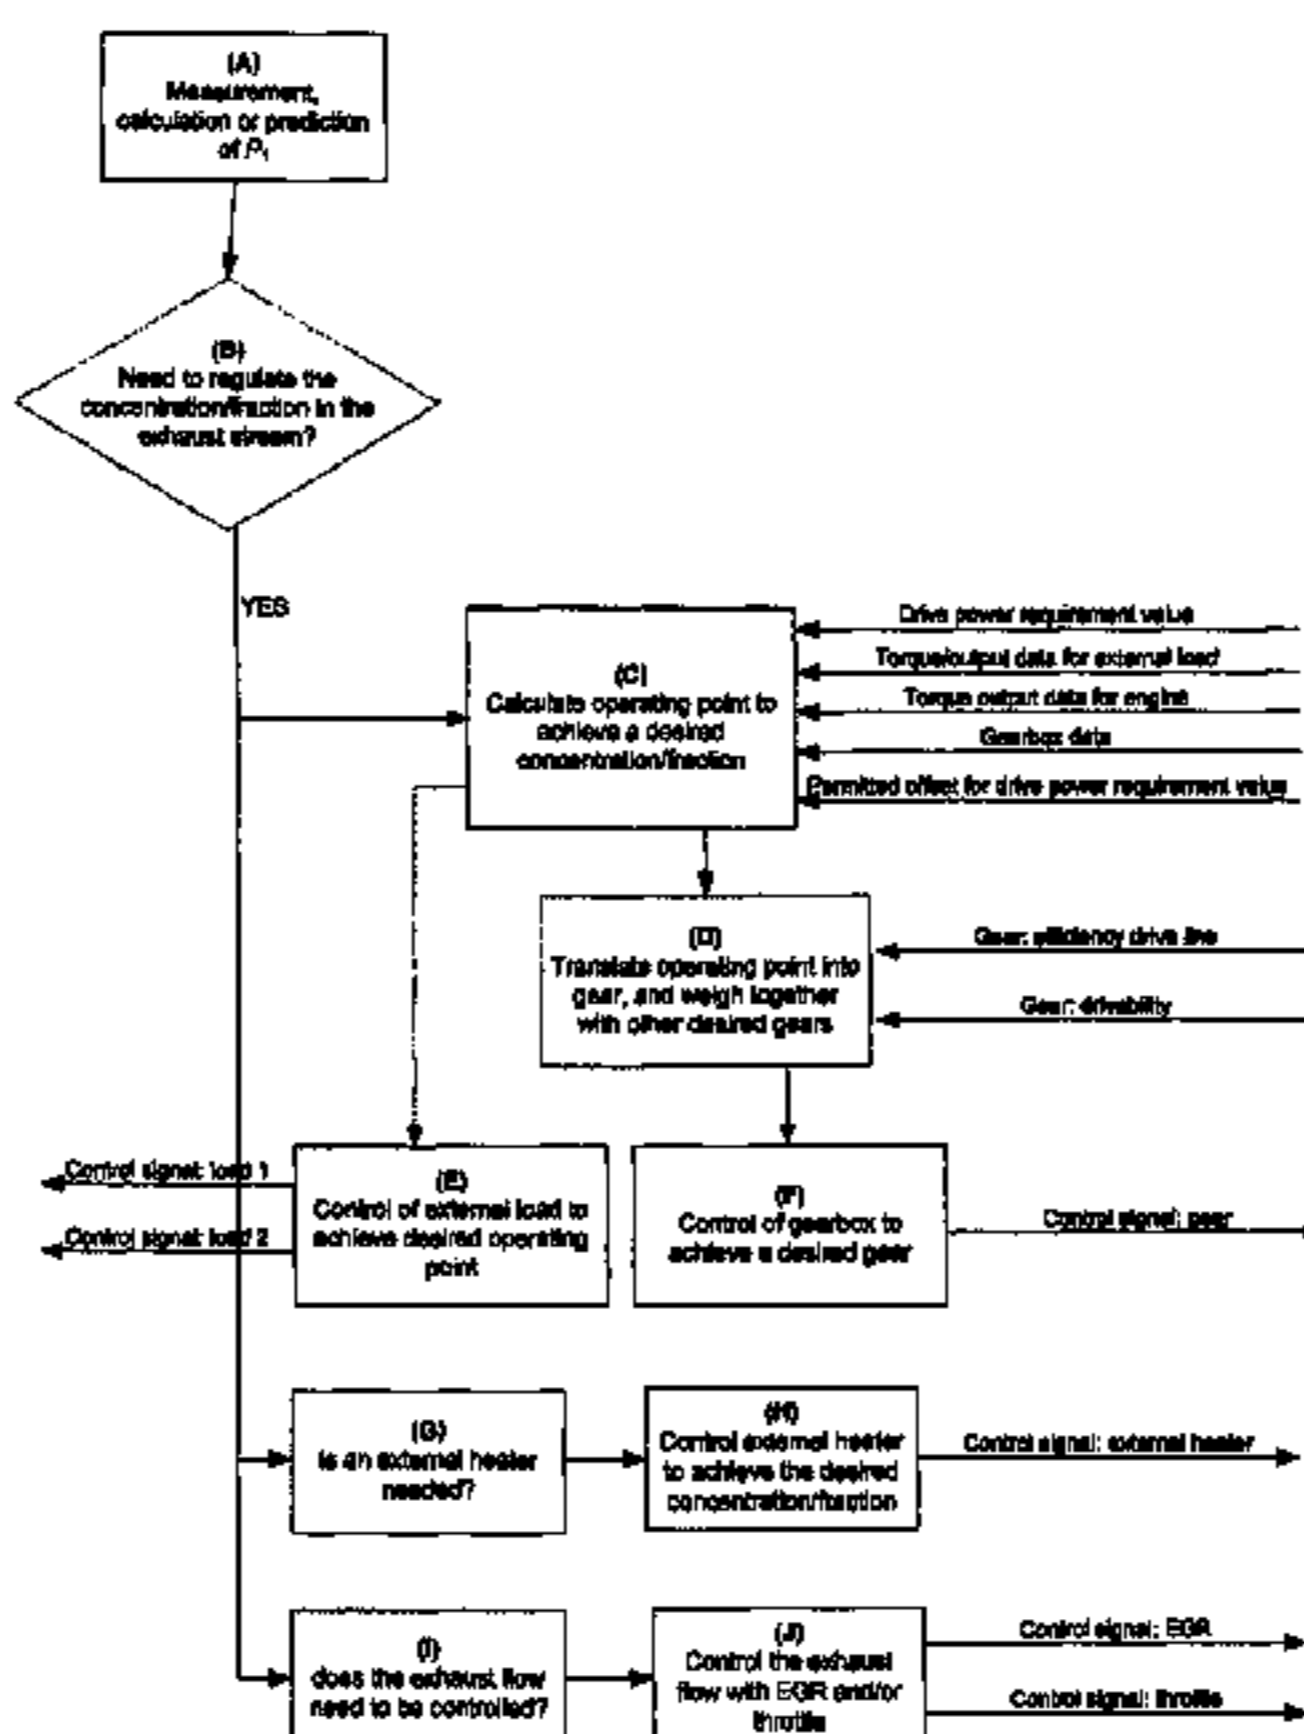 (A)
Measurement,
calculation or prediction
of P₁
(B)
Need to regulate the
concentration/fraction in the
exhaust stream?
YES
(C)
Calculate operating point to
achieve a desired
concentration/fraction
Drive power requirement value
Torque/output data for external load
Torque output data for engine
Gearbox data
Permitted offset for drive power requirement value
(D)
Translate operating point into
gear, and weigh together
with other desired gears
Gear: efficiency drive line
Gear: drivability
Control signal: load 1
Control signal: load 2
(E)
Control of external load to
achieve desired operating
point
(F)
Control of gearbox to
achieve a desired gear
Control signal: gear
(G)
Is an external heater
needed?
(H)
Control external heater
to achieve the desired
concentration/fraction
Control signal: external heater
(I)
does the exhaust flow
need to be controlled?
(J)
Control the exhaust
flow with EGR and/or
throttle
Control signal: EGR
Control signal: throttle